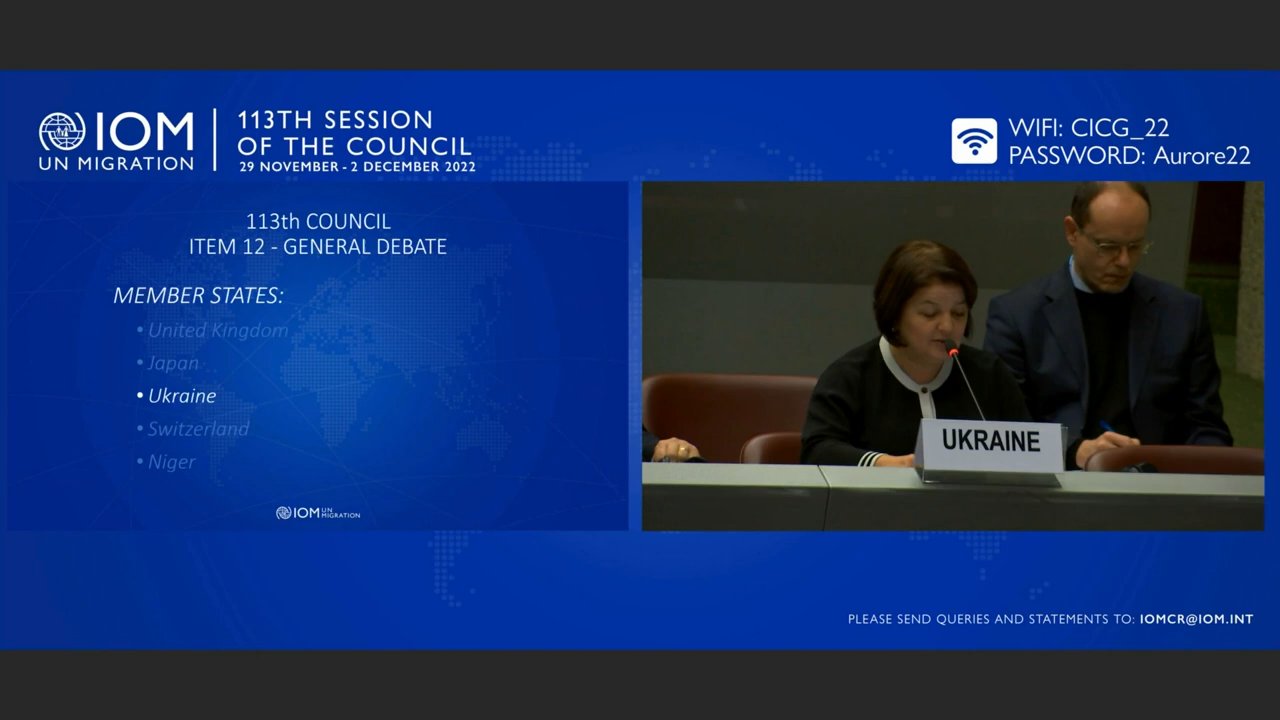 IOM
UN MIGRATION
113TH SESSION
OF THE COUNCIL
29 NOVEMBER - 2 DECEMBER 2022
WIFI: CICG_22
PASSWORD: Aurore22
113th COUNCIL
ITEM 12 - GENERAL DEBATE
MEMBER STATES:
• United Kingdom
• Japan
• Ukraine
• Switzerland
• Niger
IOM UN
MIGRATION
UKRAINE
PLEASE SEND QUERIES AND STATEMENTS TO: IOMCR@IOM.INT